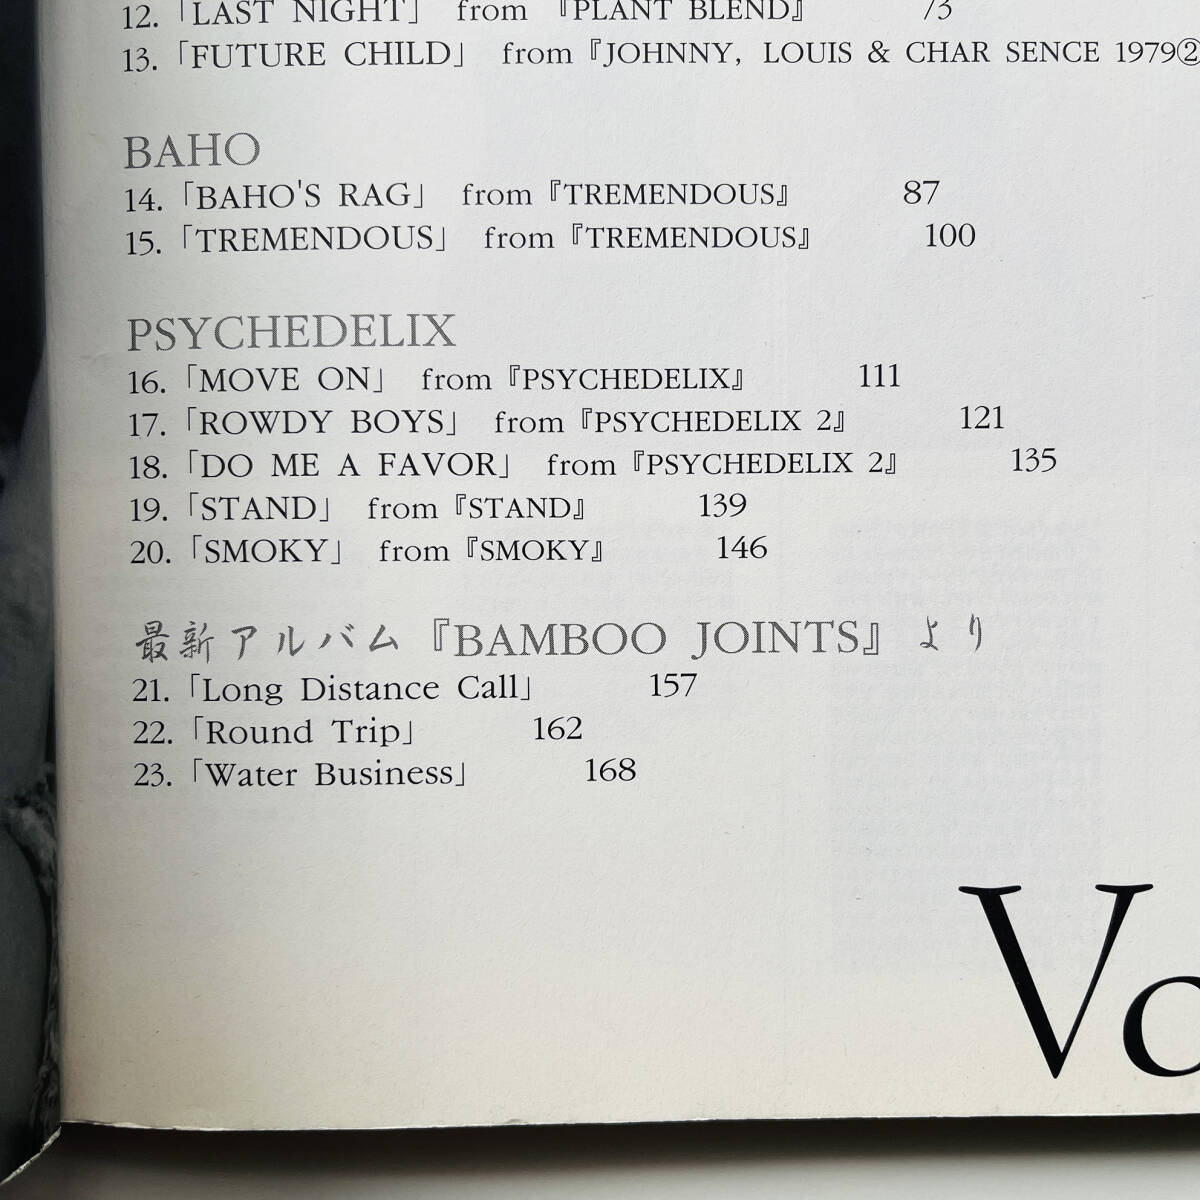 12.「LAST NIGHT」 from 『PLANT BLEND』 73
13.「FUTURE CHILD」 from『JOHNNY, LOUIS & CHAR SENCE 1979②
BAHO
14.「BAHO'S RAG」 from『TREMENDOUS』 87
15.「TREMENDOUS」 from『TREMENDOUS』 100
PSYCHEDELIX
16.「MOVE ON」 from『PSYCHEDELIX』 111
17.「ROWDY BOYS」 from『PSYCHEDELIX 2』 121
18.「DO ME A FAVOR」 from『PSYCHEDELIX 2』 135
19.「STAND」 from『STAND』 139
20.「SMOKY」 from『SMOKY』 146
最新アルバム『BAMBOO JOINTS』より
21.「Long Distance Call」 157
22.「Round Trip」 162
23.「Water Business」 168
Vo